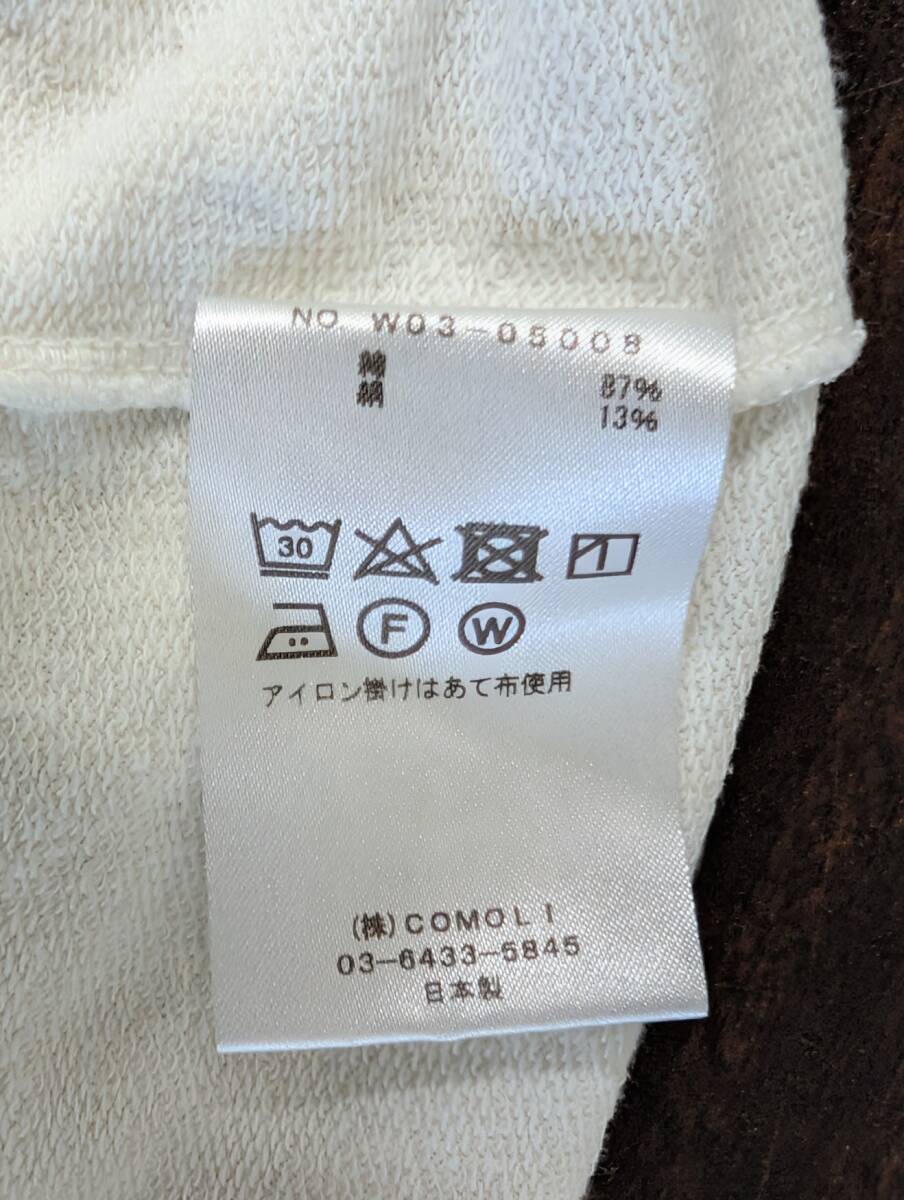 NO W03-05008
綿 87%
絹 13%
30
F W
アイロン掛けはあて布使用
(株)COMOLI
03-6433-5845
日本製